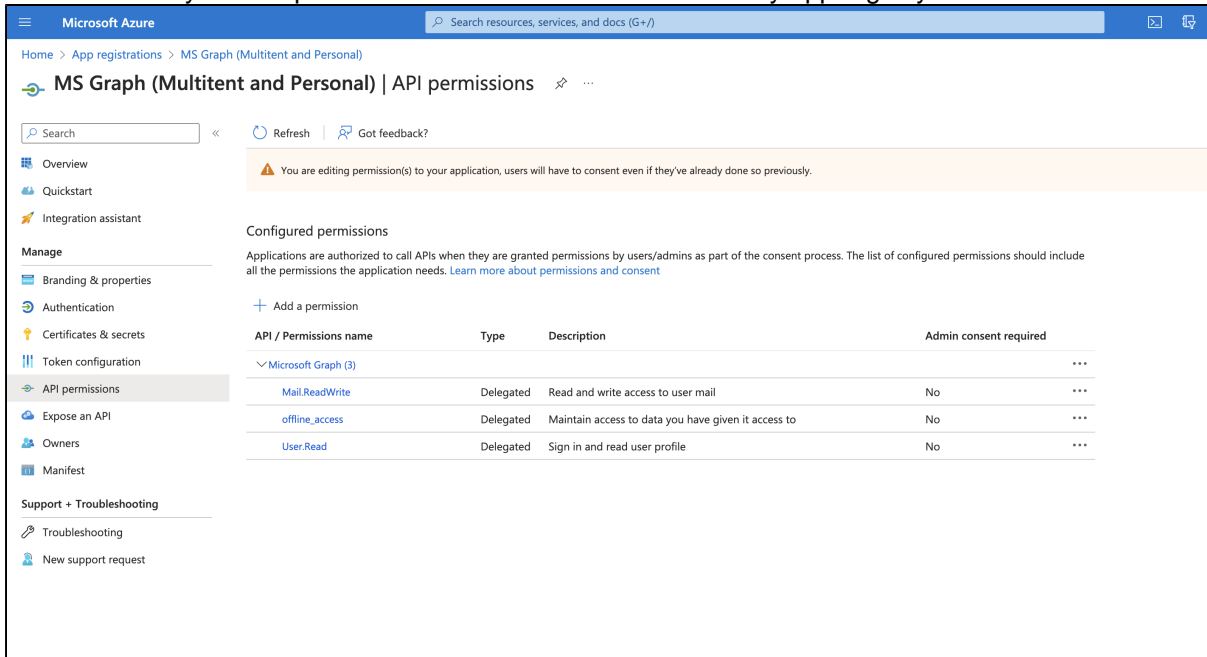 Microsoft Azure
Search resources, services, and docs (G+/)
Home > App registrations > MS Graph (Multitent and Personal)
MS Graph (Multitent and Personal) | API permissions
Search
«
Refresh
Got feedback?
Overview
You are editing permission(s) to your application, users will have to consent even if they've already done so previously.
Quickstart
Integration assistant
Configured permissions
Manage
Applications are authorized to call APIs when they are granted permissions by users/admins as part of the consent process. The list of configured permissions should include
all the permissions the application needs. Learn more about permissions and consent
Branding & properties
Authentication
+ Add a permission
Certificates & secrets
API / Permissions name Type Description Admin consent required
Token configuration
Microsoft Graph (3) ...
API permissions
Mail.ReadWrite Delegated Read and write access to user mail No ...
Expose an API
offline_access Delegated Maintain access to data you have given it access to No ...
Owners
User.Read Delegated Sign in and read user profile No ...
Manifest
Support + Troubleshooting
Troubleshooting
New support request